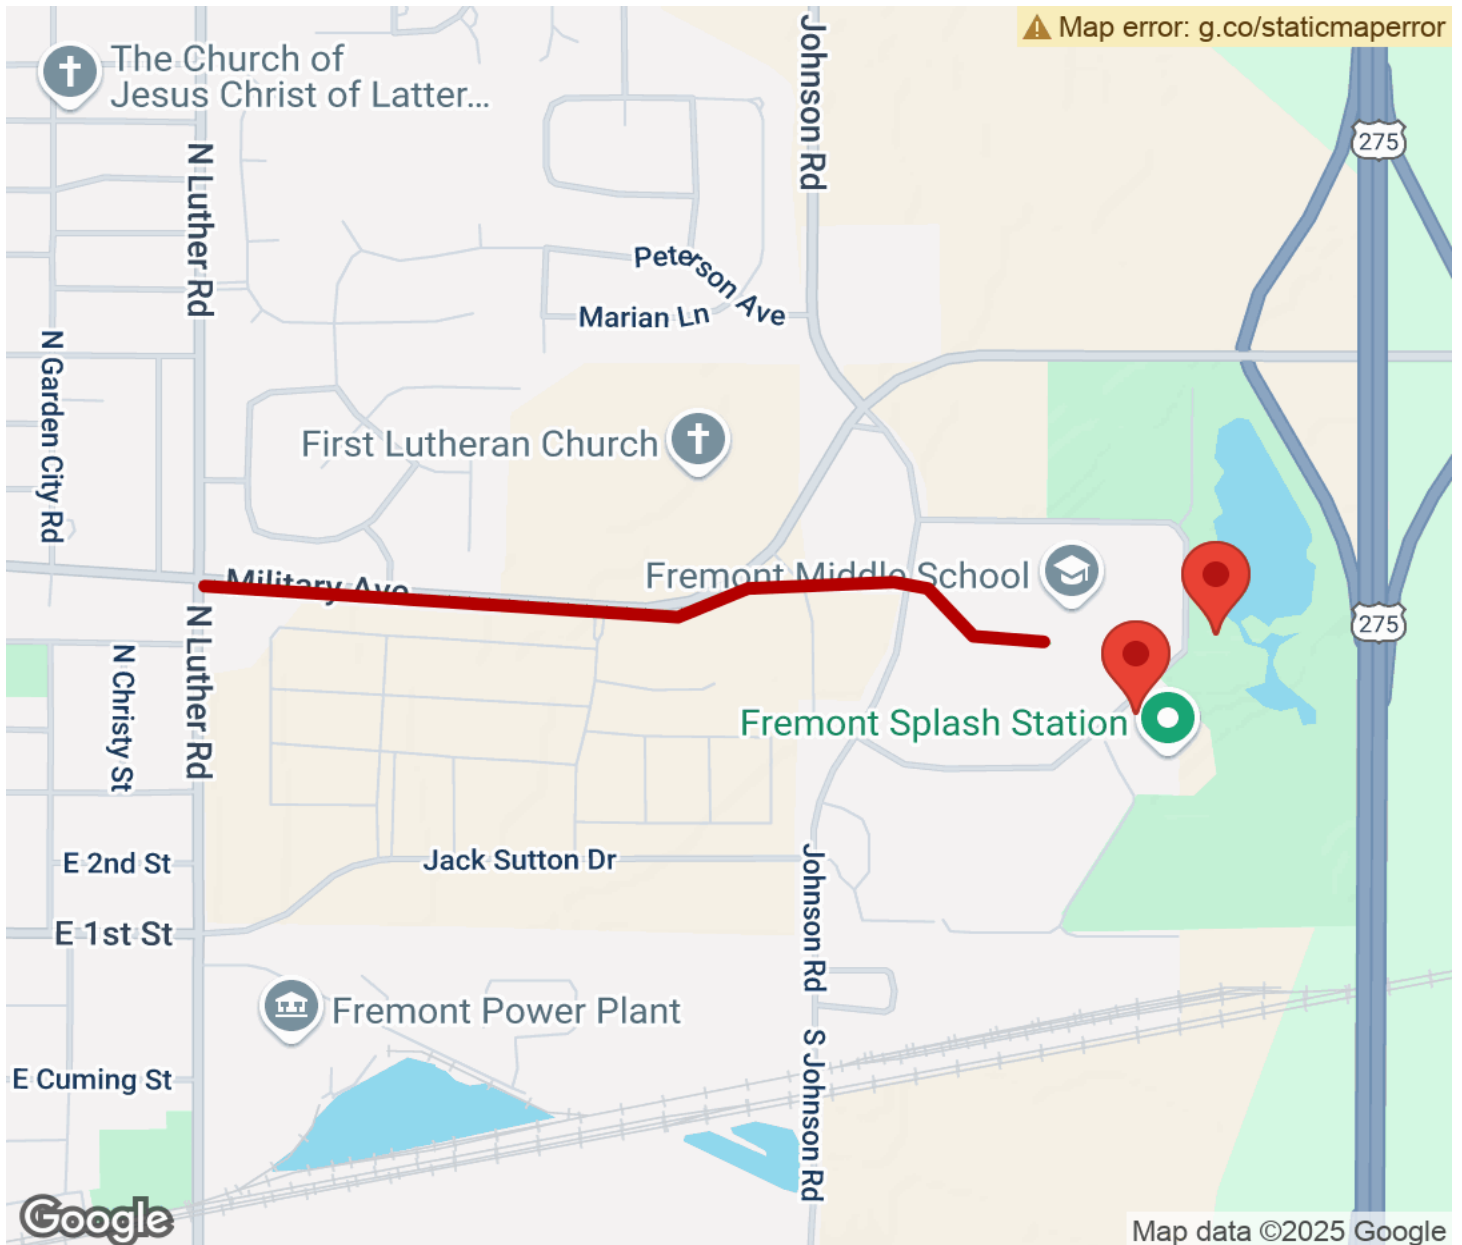 Map error: g.co/staticmaperror
The Church of
Jesus Christ of Latter...
Johnson Rd
275
N Luther Rd
Peterson Ave
Marian Ln
N Garden City Rd
First Lutheran Church
Military Ave
Fremont Middle School
275
N Luther Rd
N Christy St
Fremont Splash Station
E 2nd St
Jack Sutton Dr
Johnson Rd
E 1st St
Fremont Power Plant
S Johnson Rd
E Cuming St
Google
Map data ©2025 Google